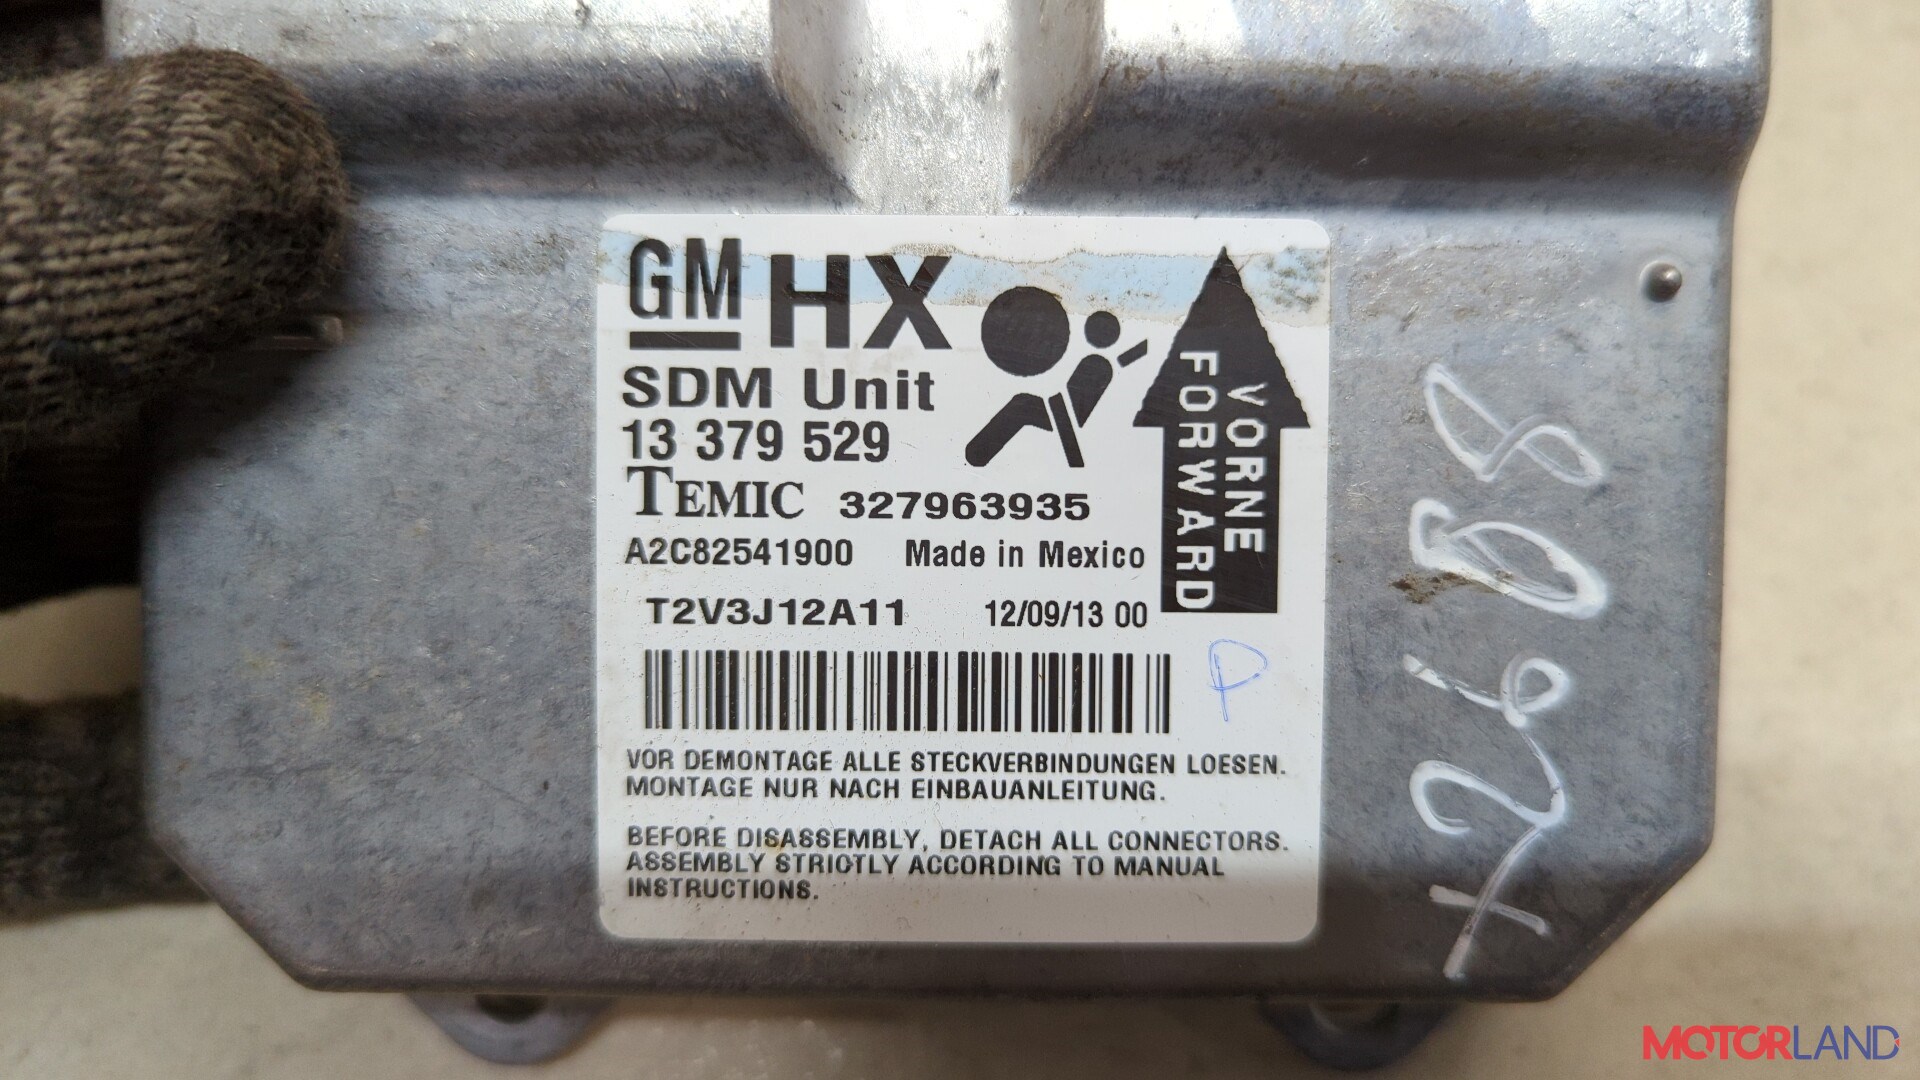 GM HX
SDM Unit
13 379 529
TEMIC 327963935
A2C82541900 Made in Mexico
T2V3J12A11 12/09/13 00
VORNE
FORWARD
P
VOR DEMONTAGE ALLE STECKVERBINDUNGEN LOESEN.
MONTAGE NUR NACH EINBAUANLEITUNG.
BEFORE DISASSEMBLY, DETACH ALL CONNECTORS.
ASSEMBLY STRICTLY ACCORDING TO MANUAL
INSTRUCTIONS.
MOTORLAND